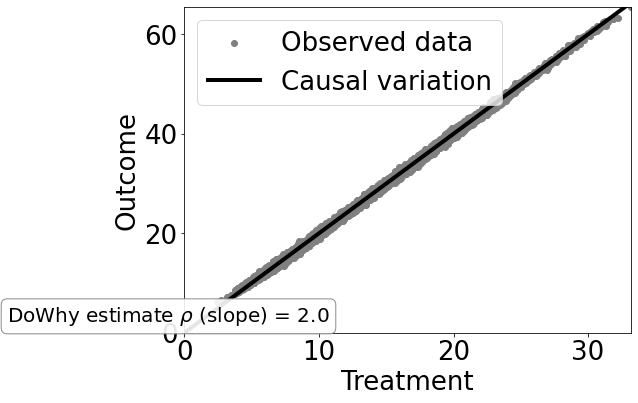 Observed data
Causal variation
60
40
20
0
Outcome
DoWhy estimate ρ (slope) = 2.0
0 10 20 30
Treatment